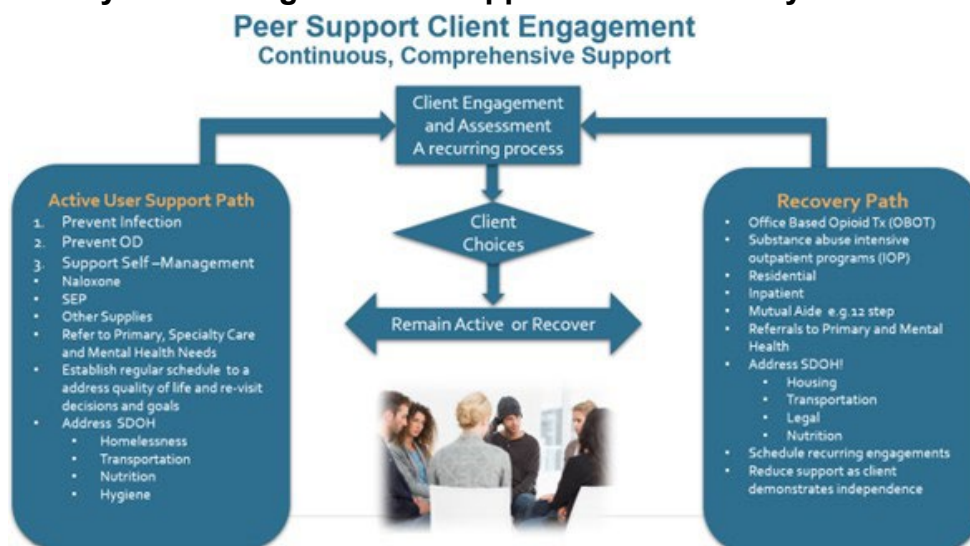 Peer Support Client Engagement
Continuous, Comprehensive Support
Client Engagement
and Assessment
A recurring process
Client
Choices
Remain Active or Recover
Active User Support Path
1. Prevent Infection
2. Prevent OD
3. Support Self –Management
• Naloxone
• SEP
• Other Supplies
• Refer to Primary, Specialty Care
and Mental Health Needs
• Establish regular schedule to a
address quality of life and re-visit
decisions and goals
• Address SDOH
• Homelessness
• Transportation
• Nutrition
• Hygiene
Recovery Path
• Office Based Opioid Tx (OBOT)
• Substance abuse intensive
outpatient programs (IOP)
• Residential
• Inpatient
• Mutual Aide e.g.12 step
• Referrals to Primary and Mental
Health
• Address SDOH!
• Housing
• Transportation
• Legal
• Nutrition
• Schedule recurring engagements
• Reduce support as client
demonstrates independence